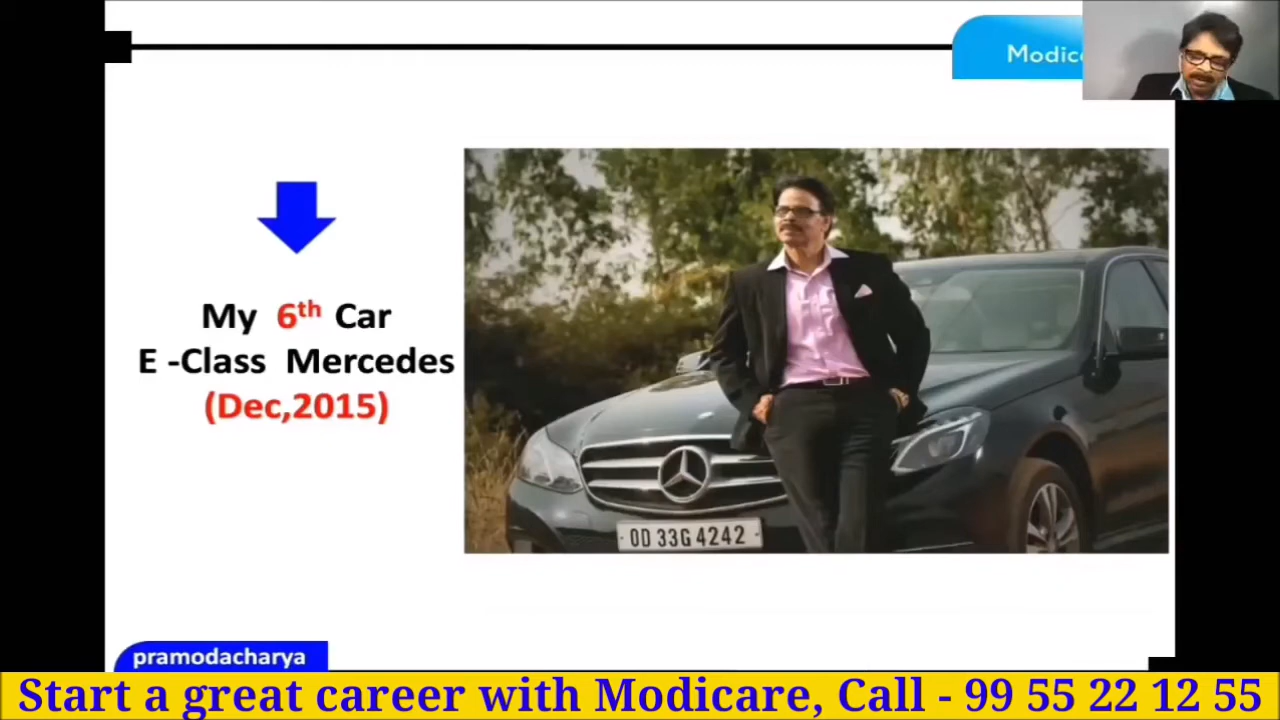 My 6th Car
E -Class Mercedes
(Dec,2015)
OD 33G 4242
pramodacharya
Start a great career with Modicare, Call - 99 55 22 12 55